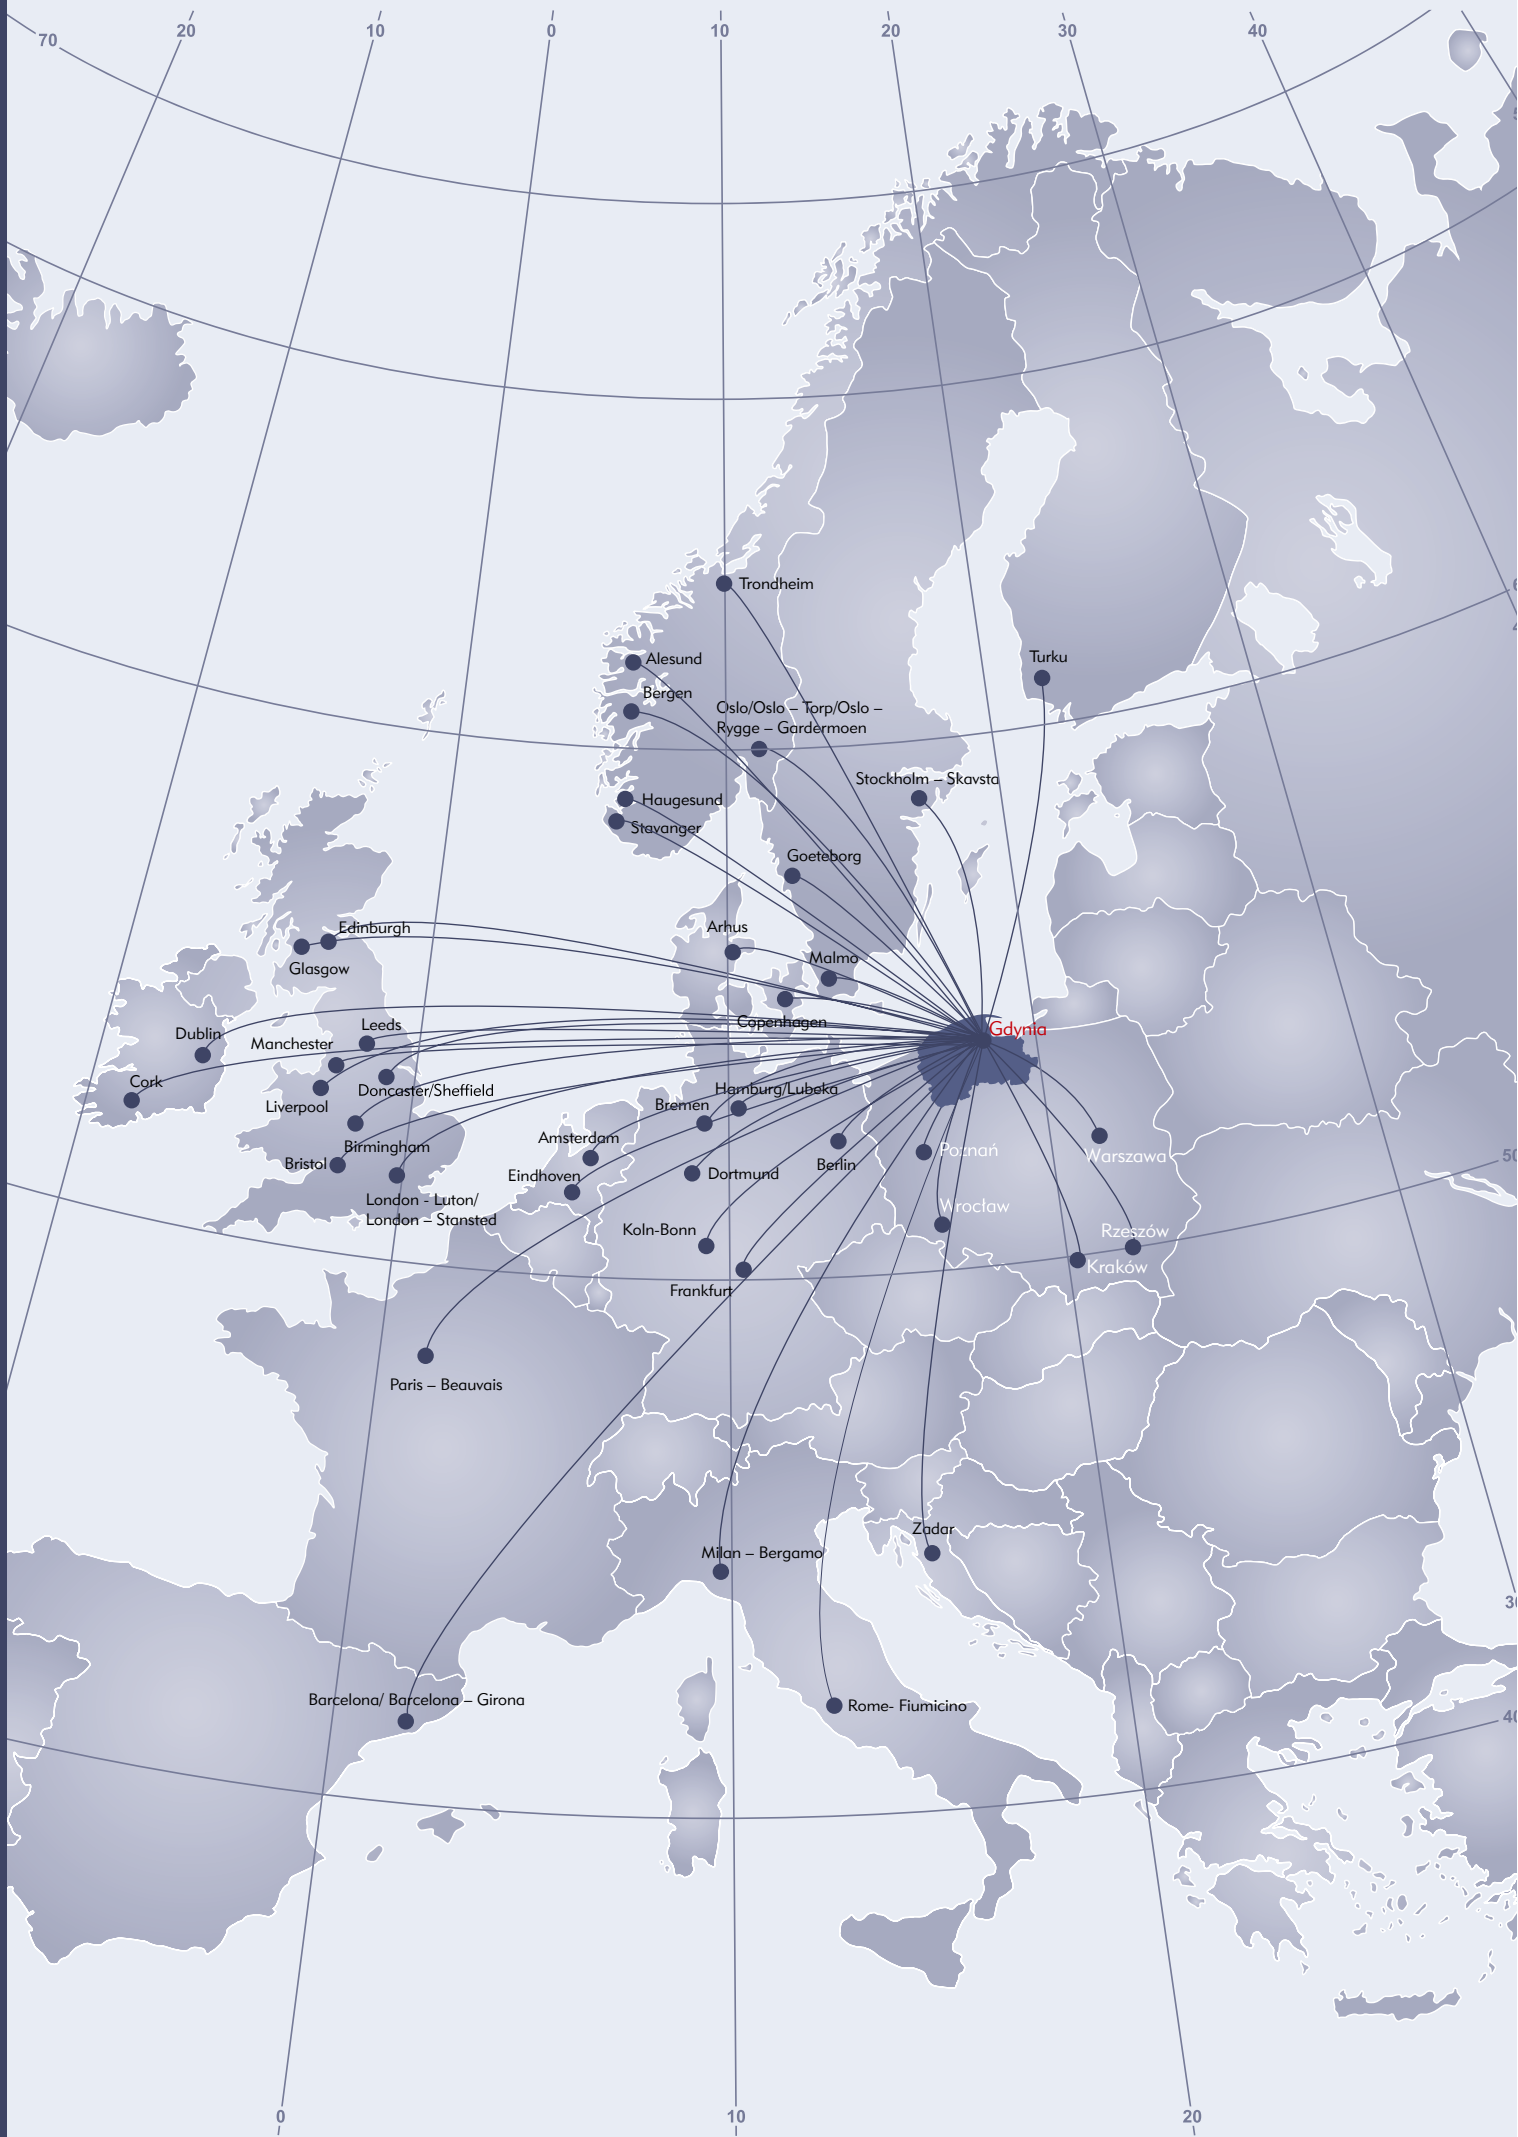 20
10
0
10
20
30
40
70
Trondheim
Turku
Alesund
Bergen
Oslo/Oslo – Torp/Oslo –
Rygge – Gardermoen
Stockholm – Skavsta
Haugesund
Stavanger
Goeteborg
Edinburgh
Arhus
Glasgow
Malmo
Copenhagen
Gdynia
Dublin
Leeds
Manchester
Cork
Doncaster/Sheffield
Liverpool
Hamburg/Lubeka
Bremen
Amsterdam
Birmingham
Poznań
Warszawa
50
Bristol
Eindhoven
Dortmund
Berlin
London - Luton/
London – Stansted
Wrocław
Koln-Bonn
Rzeszów
Kraków
Frankfurt
Paris – Beauvais
Zadar
Milan – Bergamo
30
Barcelona/ Barcelona – Girona
Rome- Fiumicino
40
0
10
20